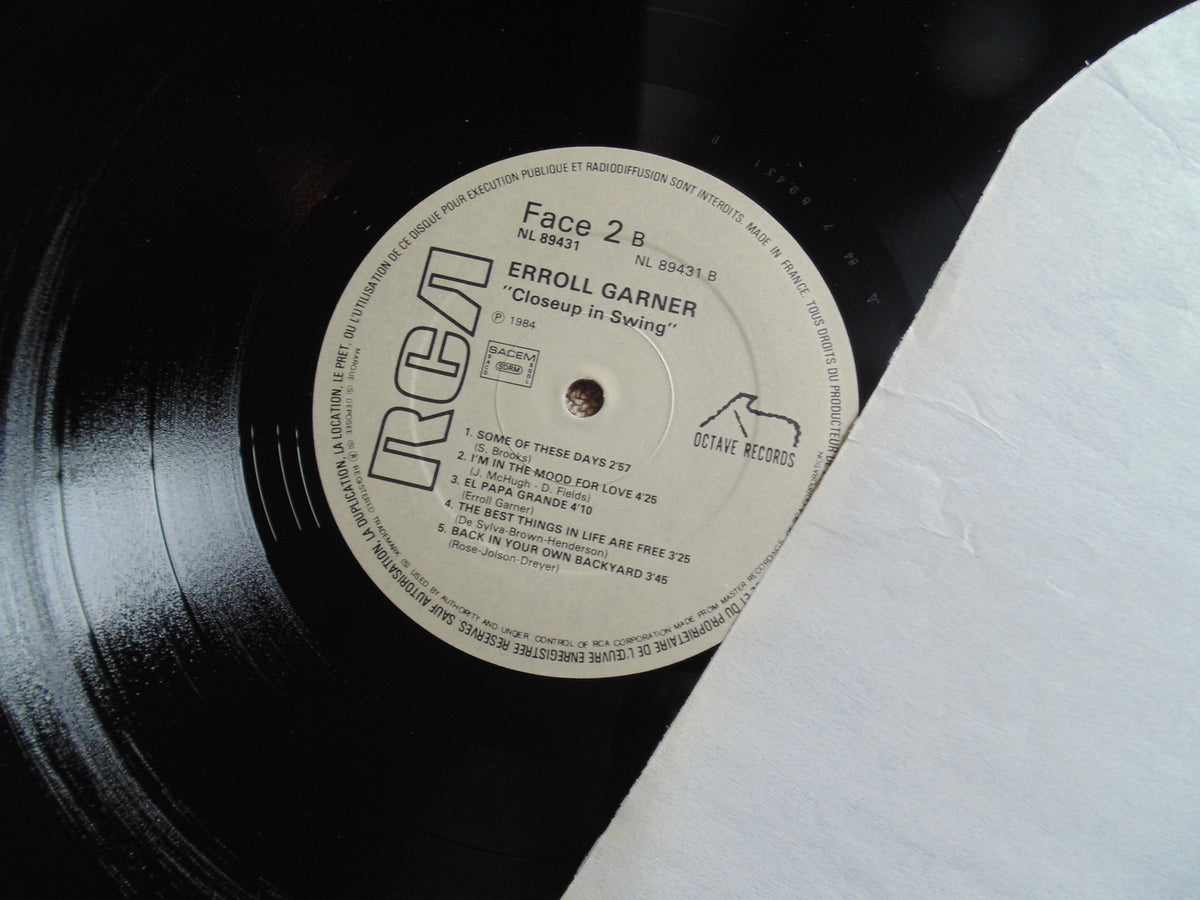 Face 2 B
NL 89431
NL 89431 B
ERROLL GARNER
"Closeup in Swing"
℗ 1984
SACEM
SACD
SDRM
SGDL
RCA
OCTAVE RECORDS
1. SOME OF THESE DAYS 2'57
(S. Brooks)
2. I'M IN THE MOOD FOR LOVE 4'25
(J. McHugh - D. Fields)
3. EL PAPA GRANDE 4'10
(Erroll Garner)
4. THE BEST THINGS IN LIFE ARE FREE 3'25
(De Sylva-Brown-Henderson)
5. BACK IN YOUR OWN BACKYARD 3'45
(Rose-Jolson-Dreyer)
MADE IN FRANCE. TOUS DROITS DU PRODUCTEUR ET DU PROPRIETAIRE DE L'ŒUVRE ENREGISTREE RESERVES. SAUF AUTORISATION, LA DUPLICATION, LA LOCATION, LE PRET, OU L'UTILISATION DE CE DISQUE POUR EXECUTION PUBLIQUE ET RADIODIFFUSION SONT INTERDITS.
MARQUE (S) DEPOSEE (S) ® REGISTERED TRADEMARK (S) USED BY AUTHORITY AND UNDER CONTROL OF RCA CORPORATION MADE FROM MASTER RECORDINGS CORPORATION